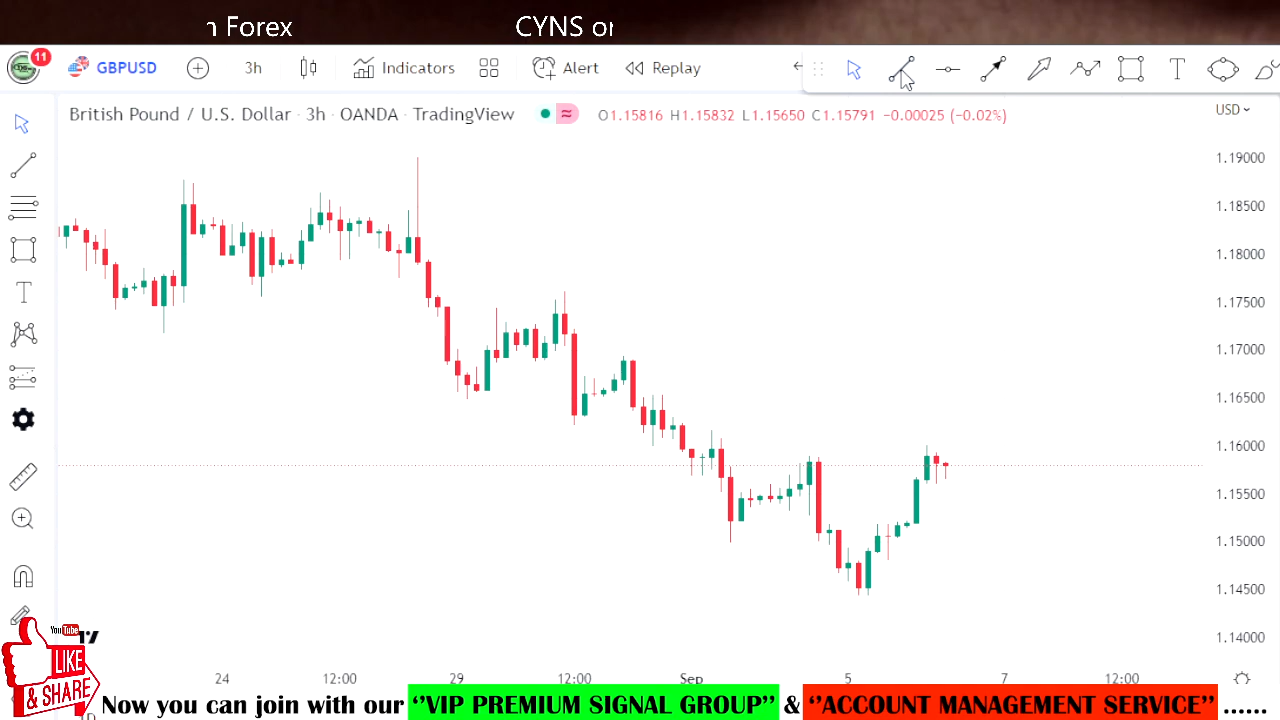 n Forex CYNS or
11
GBPUSD 3h Indicators Alert Replay
British Pound / U.S. Dollar · 3h · OANDA · TradingView ≈ O1.15816 H1.15832 L1.15650 C1.15791 −0.00025 (−0.02%)
USD
1.19000
1.18500
1.18000
1.17500
1.17000
1.16500
1.16000
1.15500
1.15000
1.14500
1.14000
24 12:00 29 12:00 Sep 5 7 12:00
YouTube
LIKE
& SHARE
Now you can join with our ‘‘VIP PREMIUM SIGNAL GROUP’’ & ‘‘ACCOUNT MANAGEMENT SERVICE’’ ......